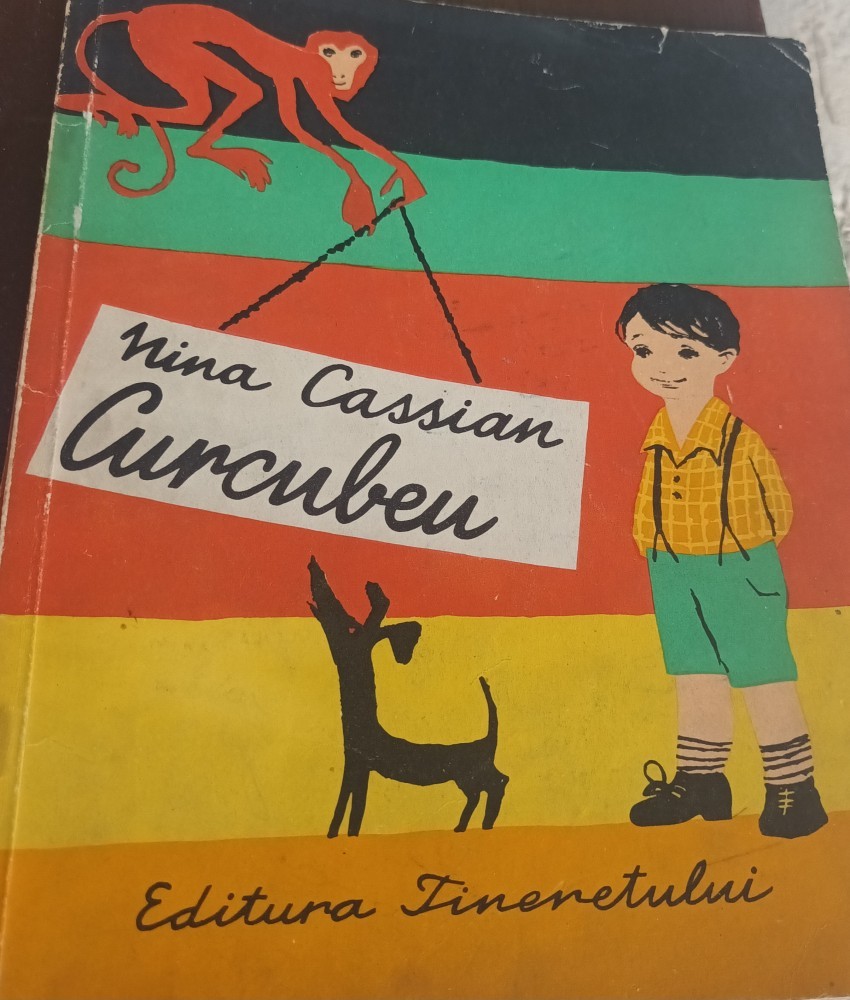 Nina Cassian
Curcubeu
Editura Tineretului